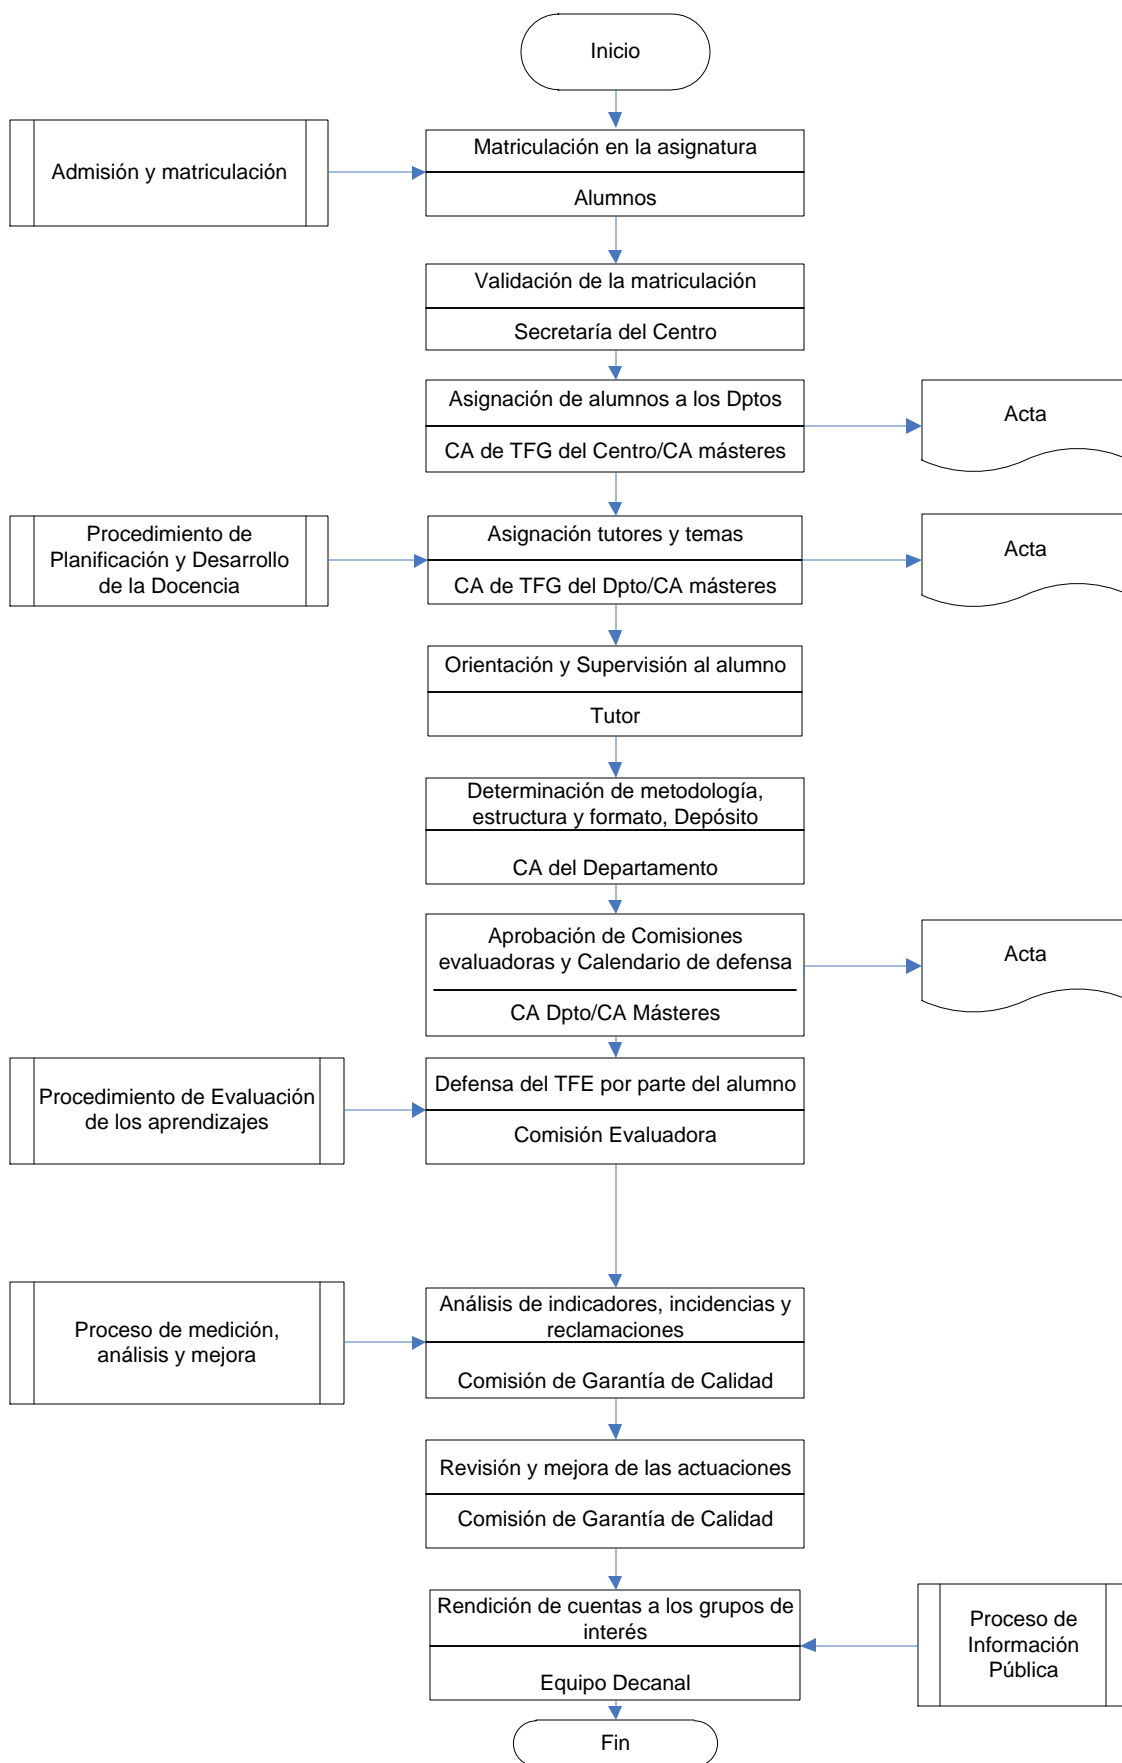 Inicio
Admisión y matriculación
Matriculación en la asignatura
Alumnos
Validación de la matriculación
Secretaría del Centro
Asignación de alumnos a los Dptos
CA de TFG del Centro/CA másteres
Acta
Procedimiento de
Planificación y Desarrollo
de la Docencia
Asignación tutores y temas
CA de TFG del Dpto/CA másteres
Acta
Orientación y Supervisión al alumno
Tutor
Determinación de metodología,
estructura y formato, Depósito
CA del Departamento
Aprobación de Comisiones
evaluadoras y Calendario de defensa
CA Dpto/CA Másteres
Acta
Procedimiento de Evaluación
de los aprendizajes
Defensa del TFE por parte del alumno
Comisión Evaluadora
Proceso de medición,
análisis y mejora
Análisis de indicadores, incidencias y
reclamaciones
Comisión de Garantía de Calidad
Revisión y mejora de las actuaciones
Comisión de Garantía de Calidad
Rendición de cuentas a los grupos de
interés
Equipo Decanal
Proceso de
Información
Pública
Fin